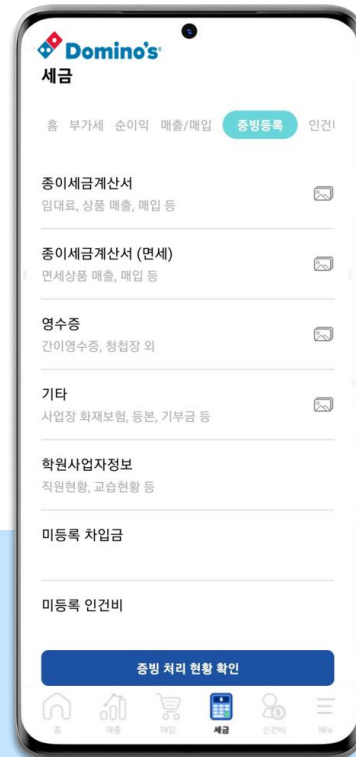 Domino's
세금
홈 부가세 순이익 매출/매입 증빙등록 인건비
종이세금계산서
임대료, 상품 매출, 매입 등
종이세금계산서 (면세)
면세상품 매출, 매입 등
영수증
간이영수증, 청첩장 외
기타
사업장 화재보험, 등본, 기부금 등
학원사업자정보
직원현황, 교습현황 등
미등록 차입금
미등록 인건비
증빙 처리 현황 확인
홈 매출 매입 세금 인건비 메뉴